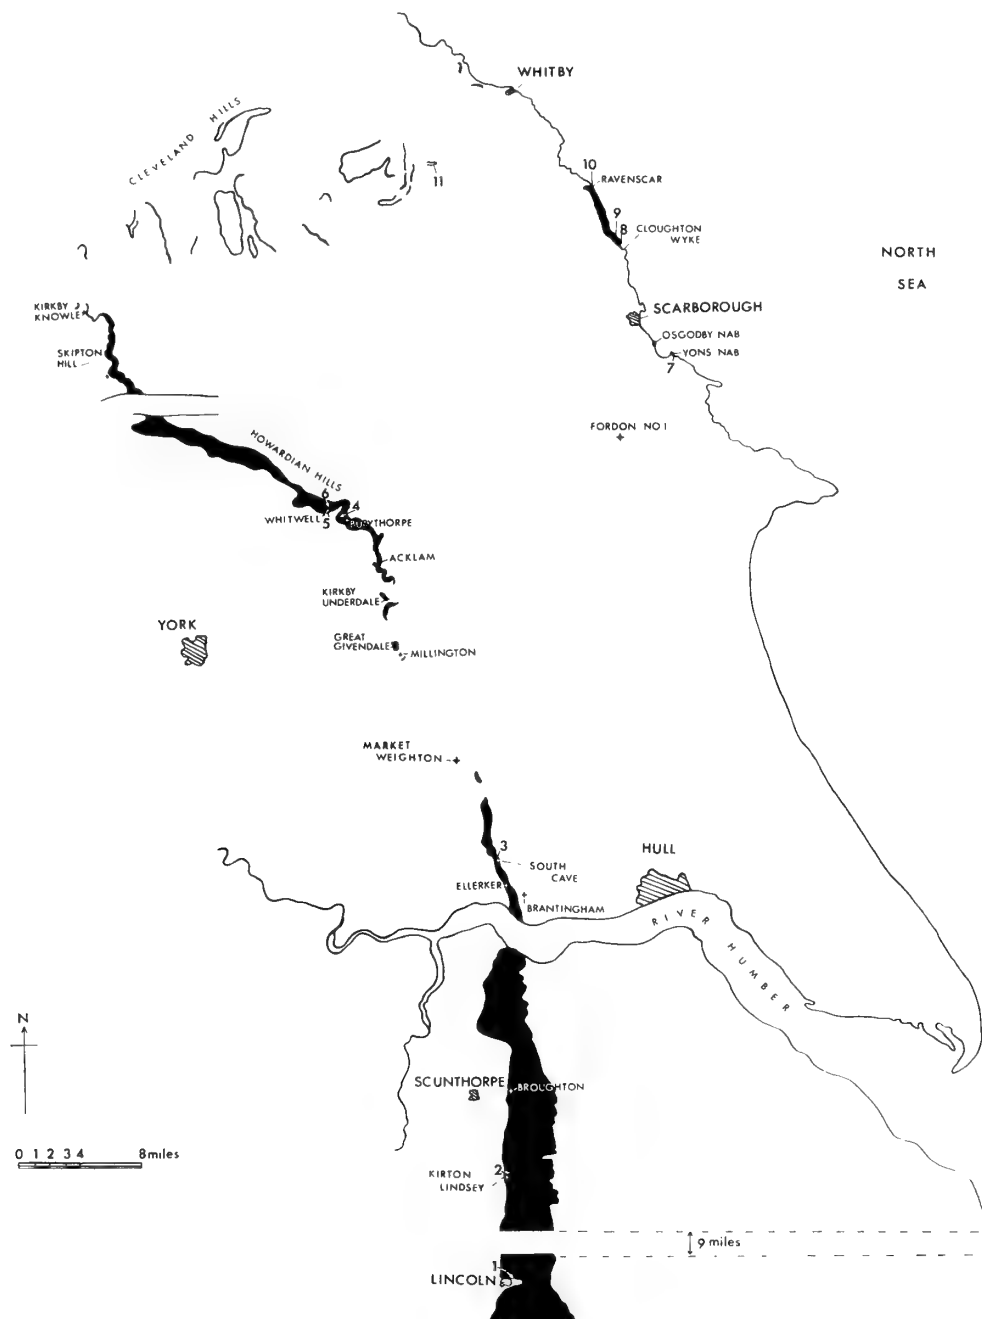 WHITBY
CLEVELAND HILLS
11
10
RAVENSCAR
9
8
CLOUGHTON
WYKE
NORTH
SEA
KIRKBY
KNOWLE
SCARBOROUGH
OSGODBY NAB
SKIPTON
HILL
YONS NAB
7
FORDON NO 1
HOWARDIAN HILLS
6
4
WHITWELL
5
ACKLAM
KIRKBY
UNDERDALE
YORK
GREAT
GIVENDALE
MILLINGTON
MARKET
WEIGHTON
3
HULL
SOUTH
CAVE
ELLERKER
BRANTINGHAM
RIVER HUMBER
N
SCUNTHORPE
BROUGHTON
0 1 2 3 4 8 miles
2
KIRTON
LINDSEY
9 miles
1
LINCOLN